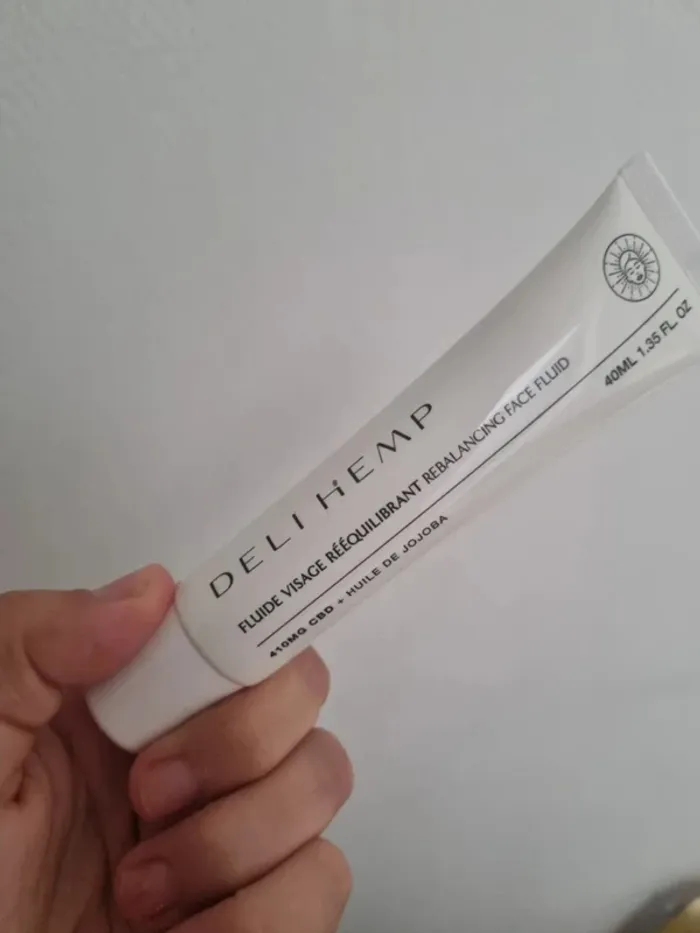 DELI HEMP
FLUIDE VISAGE RÉÉQUILIBRANT REBALANCING FACE FLUID
40ML 1.35 FL. OZ
410MG CBD + HUILE DE JOJOBA